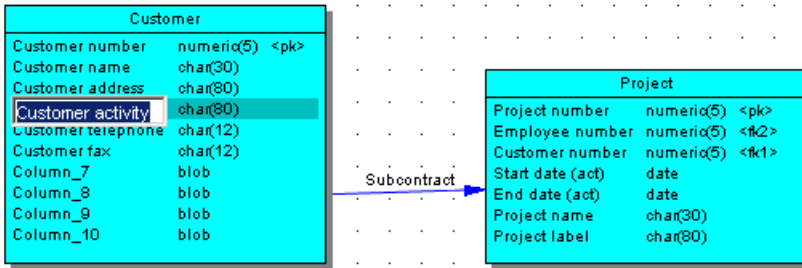 Customer
Customer number numeric(5) <pk>
Customer name char(30)
Customer address char(80)
Customer activity char(80)
Customer telephone char(12)
Customer fax char(12)
Column_7 blob
Column_8 blob
Column_9 blob
Column_10 blob
Subcontract
Project
Project number numeric(5) <pk>
Employee number numeric(5) <fk2>
Customer number numeric(5) <fk1>
Start date (act) date
End date (act) date
Project name char(30)
Project label char(80)